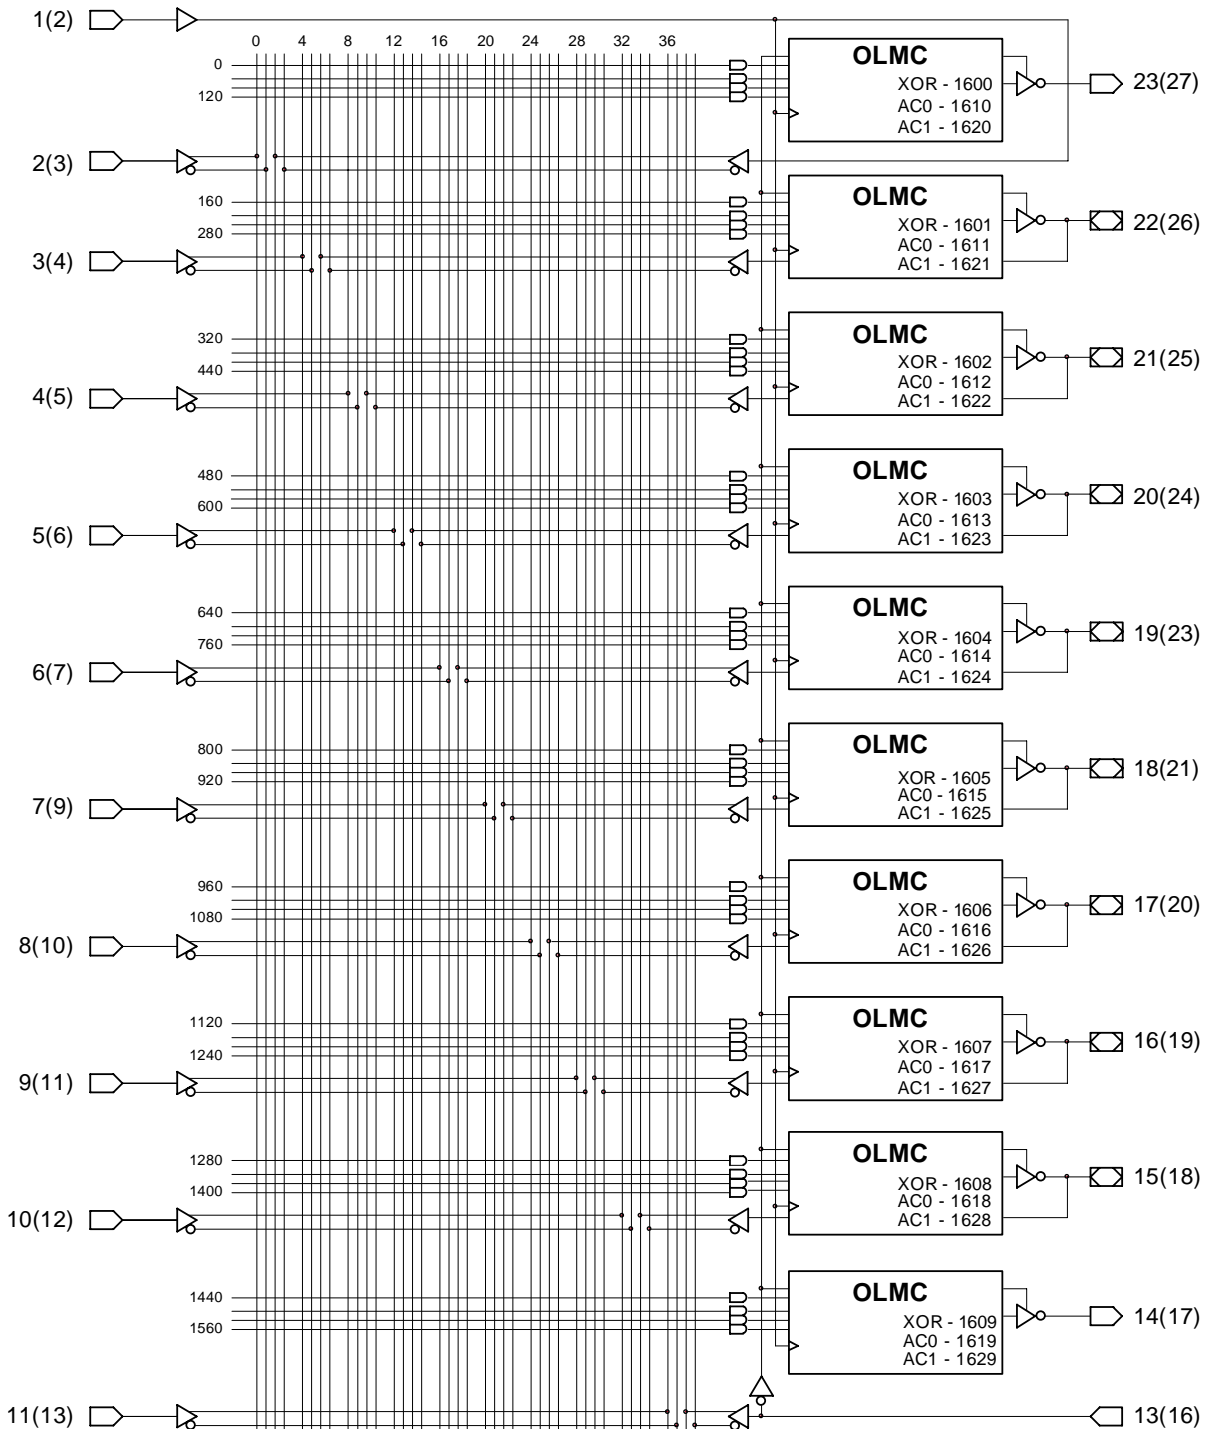 1(2)
0 4 8 12 16 20 24 28 32 36
0
120
OLMC
XOR - 1600
AC0 - 1610
AC1 - 1620
23(27)
2(3)
160
280
OLMC
XOR - 1601
AC0 - 1611
AC1 - 1621
22(26)
3(4)
320
440
OLMC
XOR - 1602
AC0 - 1612
AC1 - 1622
21(25)
4(5)
480
600
OLMC
XOR - 1603
AC0 - 1613
AC1 - 1623
20(24)
5(6)
640
760
OLMC
XOR - 1604
AC0 - 1614
AC1 - 1624
19(23)
6(7)
800
920
OLMC
XOR - 1605
AC0 - 1615
AC1 - 1625
18(21)
7(9)
960
1080
OLMC
XOR - 1606
AC0 - 1616
AC1 - 1626
17(20)
8(10)
1120
1240
OLMC
XOR - 1607
AC0 - 1617
AC1 - 1627
16(19)
9(11)
1280
1400
OLMC
XOR - 1608
AC0 - 1618
AC1 - 1628
15(18)
10(12)
1440
1560
OLMC
XOR - 1609
AC0 - 1619
AC1 - 1629
14(17)
11(13)
13(16)